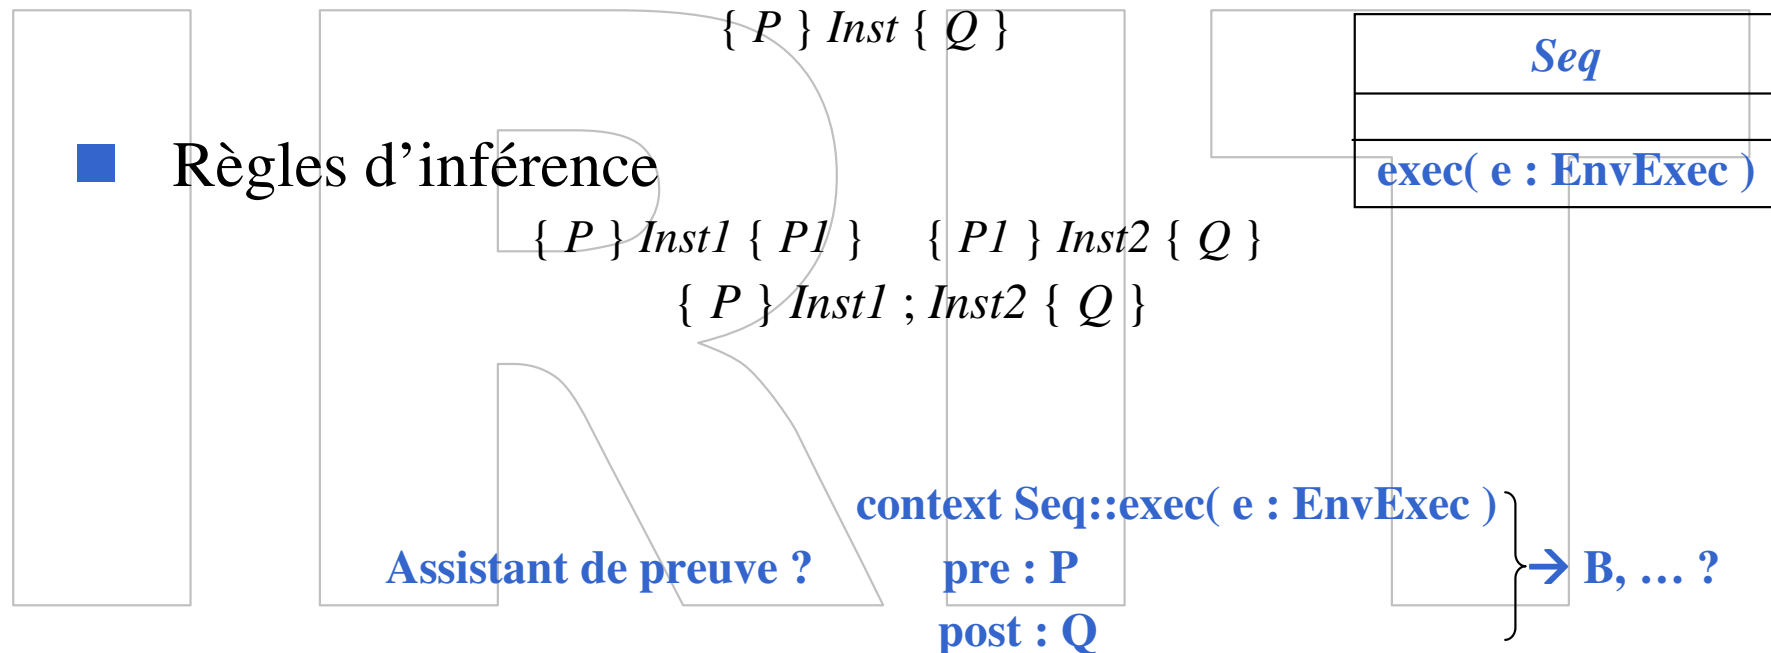 { P } Inst { Q }
Seq
Règles d’inférence
exec( e : EnvExec )
{ P } Inst1 { P1 } { P1 } Inst2 { Q }
{ P } Inst1 ; Inst2 { Q }
context Seq::exec( e : EnvExec )
Assistant de preuve ? pre : P → B, … ?
post : Q
IRIT